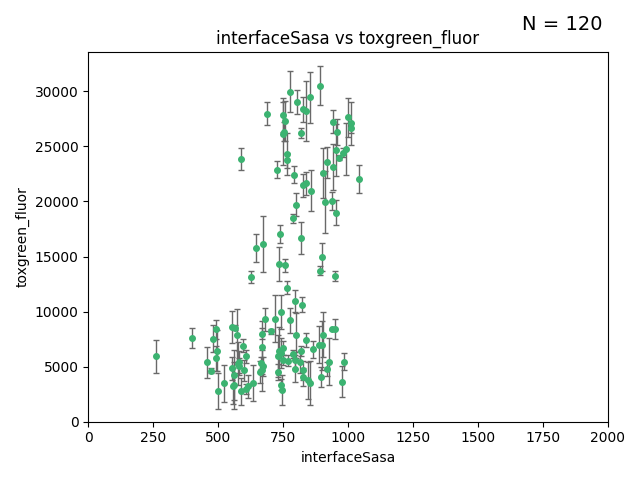 N = 120
interfaceSasa vs toxgreen_fluor
30000
25000
20000
15000
10000
5000
0
toxgreen_fluor
0 250 500 750 1000 1250 1500 1750 2000
interfaceSasa